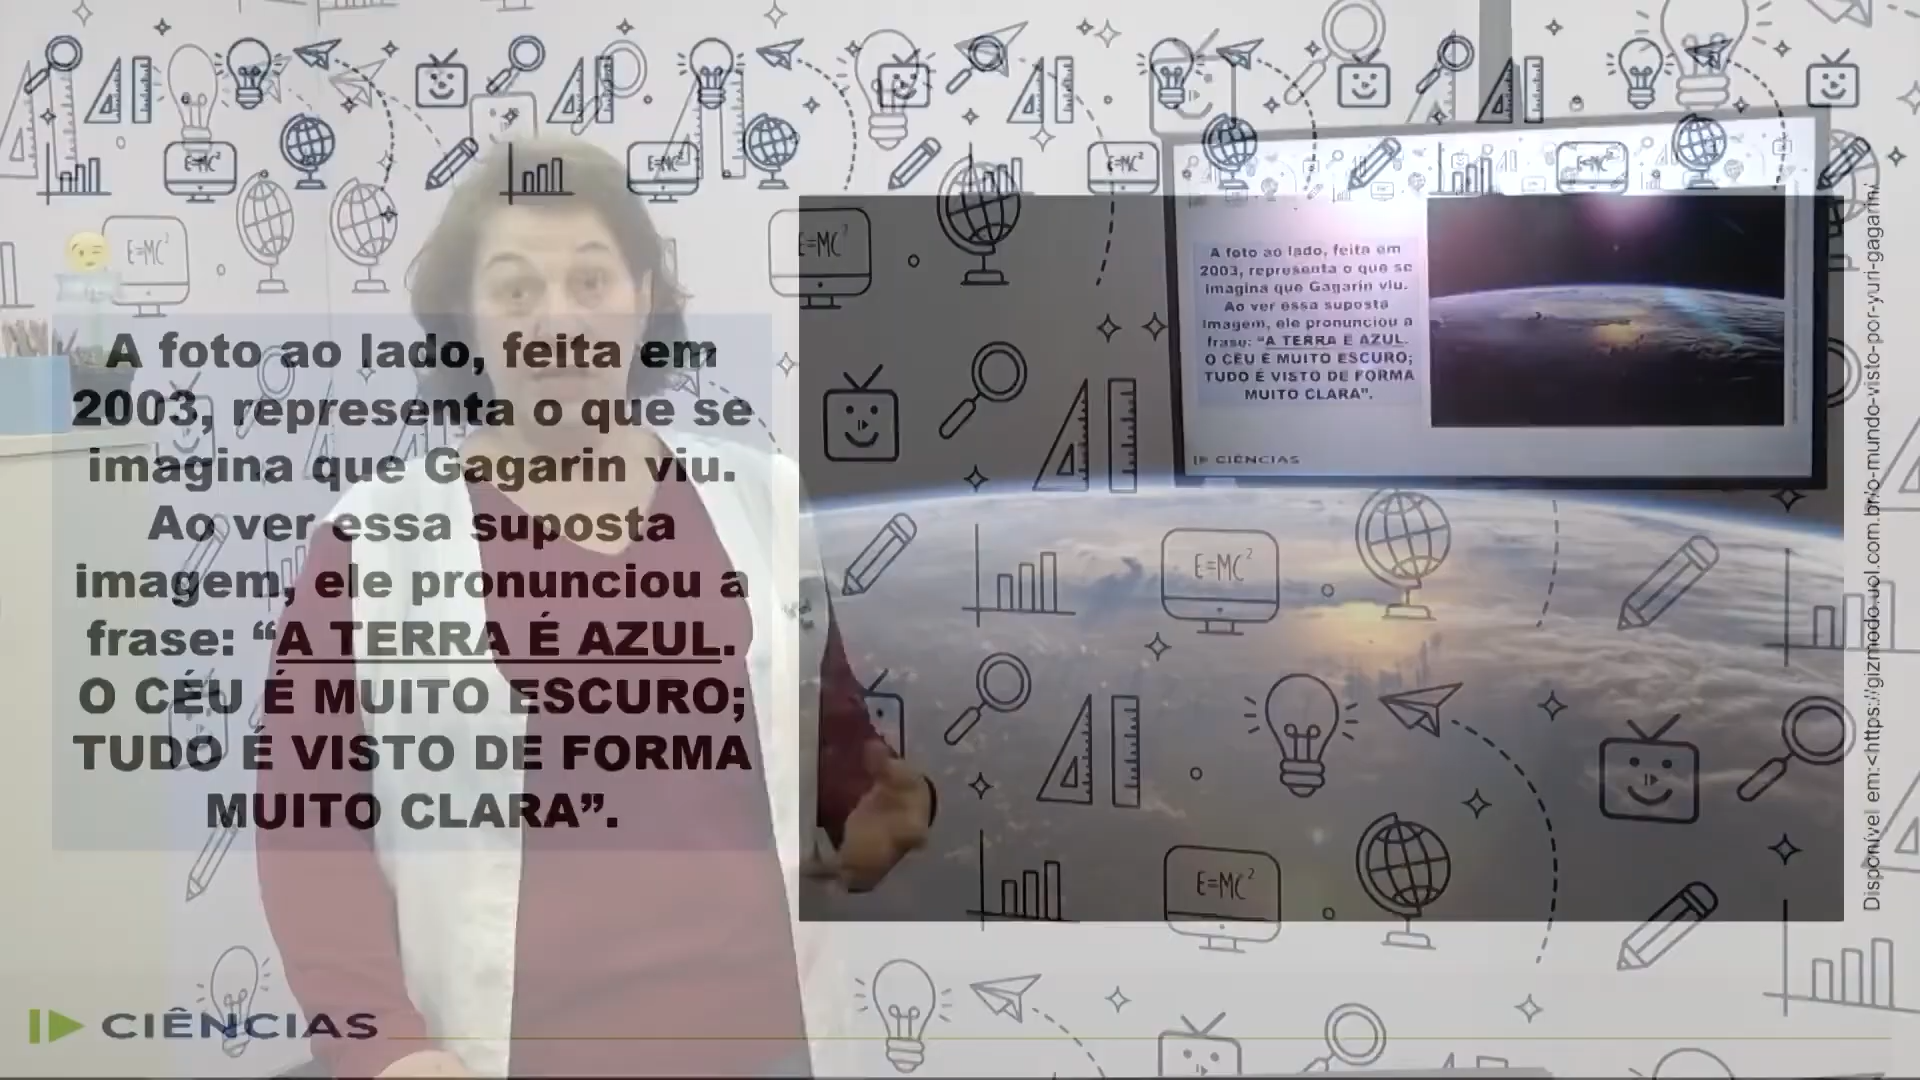 A foto ao lado, feita em
2003, representa o que se
imagina que Gagarin viu.
Ao ver essa suposta
imagem, ele pronunciou a
frase: “A TERRA É AZUL.
O CÉU É MUITO ESCURO;
TUDO É VISTO DE FORMA
MUITO CLARA”.
A foto ao lado, feita em
2003, representa o que se
imagina que Gagarin viu.
Ao ver essa suposta
imagem, ele pronunciou a
frase: “A TERRA É AZUL.
O CÉU É MUITO ESCURO;
TUDO É VISTO DE FORMA
MUITO CLARA”.
CIÊNCIAS
Disponível em:<https://gizmodo.uol.com.br/o-mundo-visto-por-yuri-gagarin/
E=MC²
E=MC²
E=MC²
E=MC²
E=MC²
E=MC²
E=MC²
E=MC²
E=MC²
CIÊNCIAS